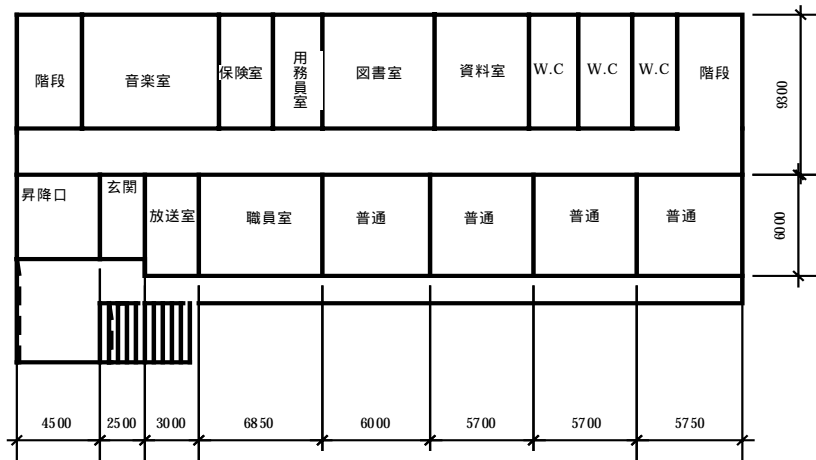 階段
音楽室
保険室
用務員室
図書室
資料室
W.C
W.C
W.C
階段
9300
昇降口
玄関
放送室
職員室
普通
普通
普通
普通
6000
4500
2500
3000
6850
6000
5700
5700
5750